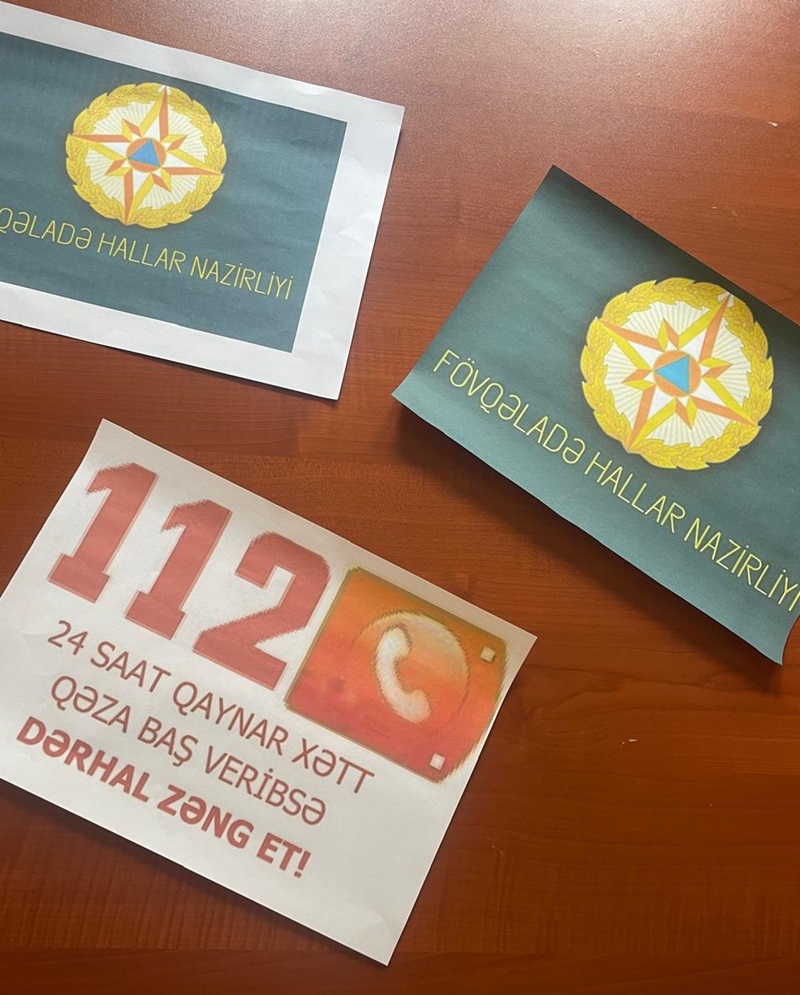 QƏLADƏ HALLAR NAZİRLİYİ
FÖVQƏLADƏ HALLAR NAZİRLİYİ
112
24 SAAT QAYNAR XƏTT
QƏZA BAŞ VERİBSƏ
DƏRHAL ZƏNG ET!